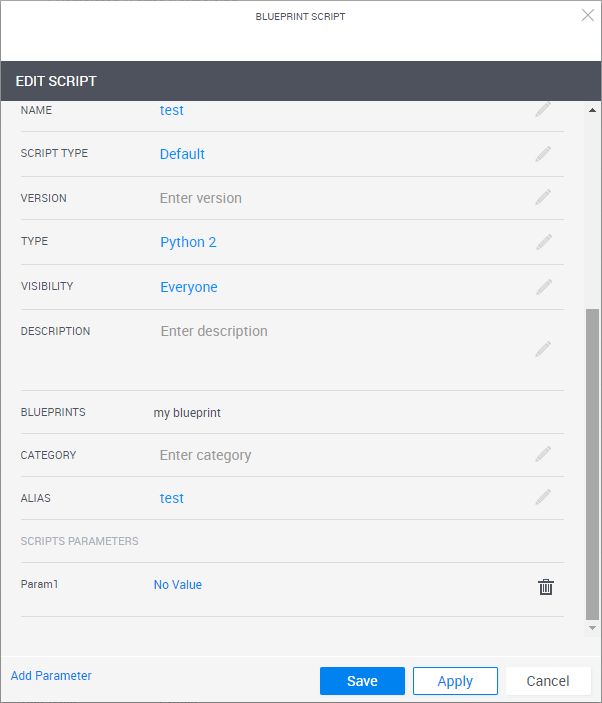 BLUEPRINT SCRIPT
EDIT SCRIPT
NAME test
SCRIPT TYPE Default
VERSION Enter version
TYPE Python 2
VISIBILITY Everyone
DESCRIPTION Enter description
BLUEPRINTS my blueprint
CATEGORY Enter category
ALIAS test
SCRIPTS PARAMETERS
Param1 No Value
Add Parameter Save Apply Cancel